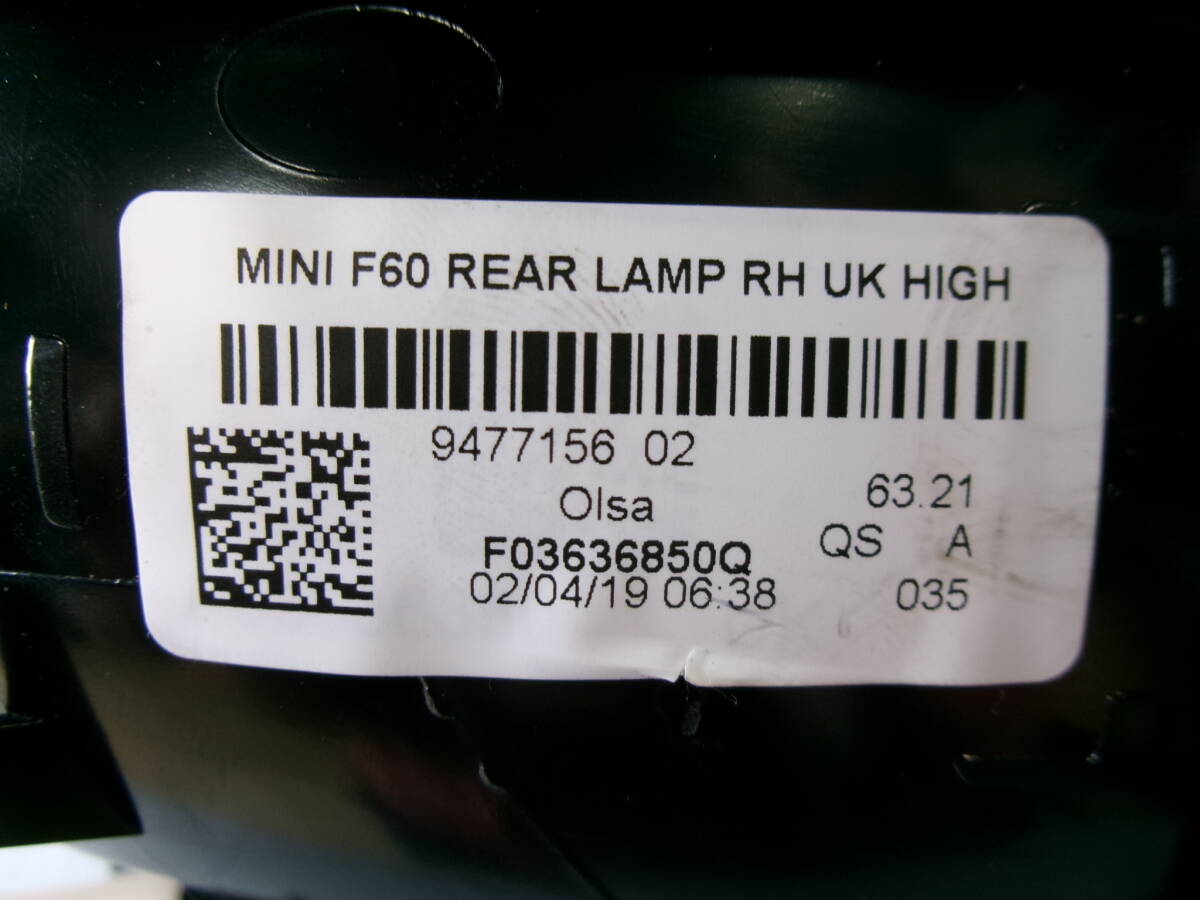 MINI F60 REAR LAMP RH UK HIGH
9477156 02
Olsa 63.21
F03636850Q QS A
02/04/19 06:38 035